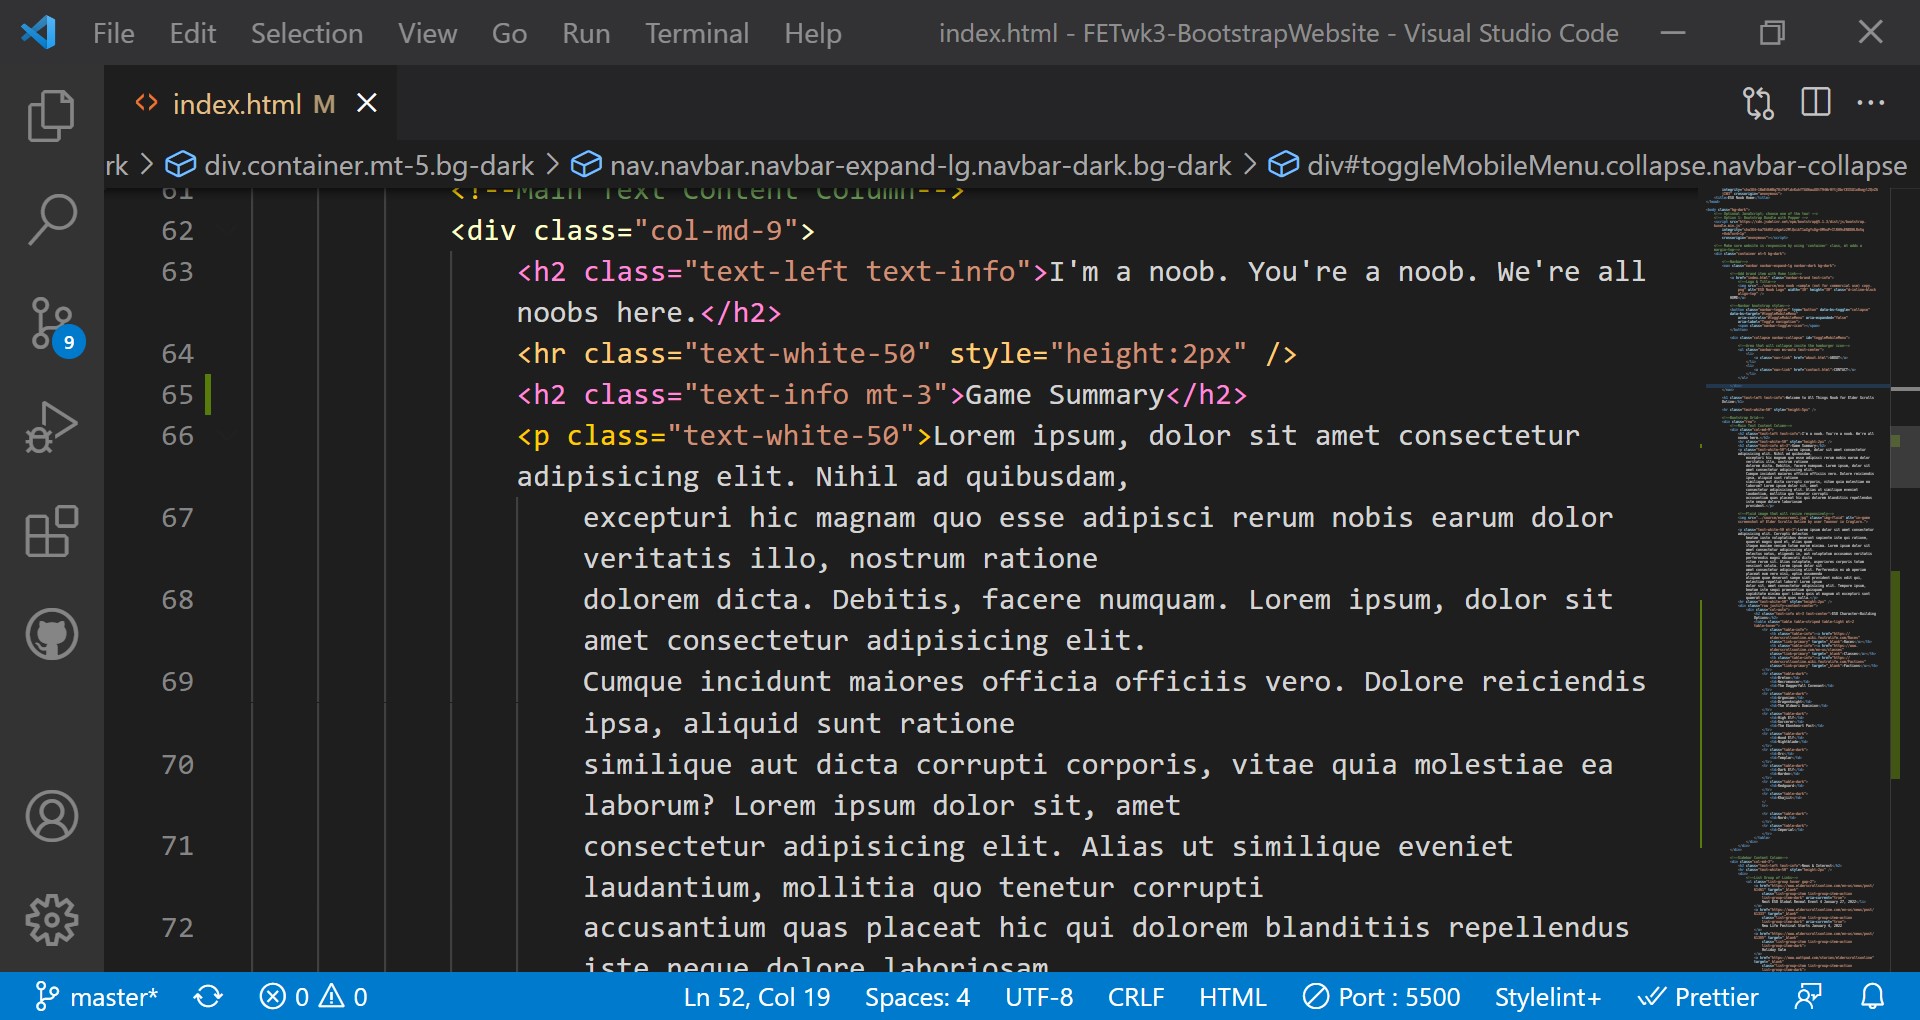 File Edit Selection View Go Run Terminal Help index.html - FETwk3-BootstrapWebsite - Visual Studio Code
index.html M
rk > div.container.mt-5.bg-dark > nav.navbar.navbar-expand-lg.navbar-dark.bg-dark > div#toggleMobileMenu.collapse.navbar-collapse
61 <!--Main Text Content Column-->
62 <div class="col-md-9">
63 <h2 class="text-left text-info">I'm a noob. You're a noob. We're all
noobs here.</h2>
64 <hr class="text-white-50" style="height:2px" />
65 <h2 class="text-info mt-3">Game Summary</h2>
66 <p class="text-white-50">Lorem ipsum, dolor sit amet consectetur
adipisicing elit. Nihil ad quibusdam,
67 excepturi hic magnam quo esse adipisci rerum nobis earum dolor
veritatis illo, nostrum ratione
68 dolorem dicta. Debitis, facere numquam. Lorem ipsum, dolor sit
amet consectetur adipisicing elit.
69 Cumque incidunt maiores officia officiis vero. Dolore reiciendis
ipsa, aliquid sunt ratione
70 similique aut dicta corrupti corporis, vitae quia molestiae ea
laborum? Lorem ipsum dolor sit, amet
71 consectetur adipisicing elit. Alias ut similique eveniet
laudantium, mollitia quo tenetur corrupti
72 accusantium quas placeat hic qui dolorem blanditiis repellendus
iste neque dolore laboriosam
9
master* 0 0 Ln 52, Col 19 Spaces: 4 UTF-8 CRLF HTML Port : 5500 Stylelint+ Prettier